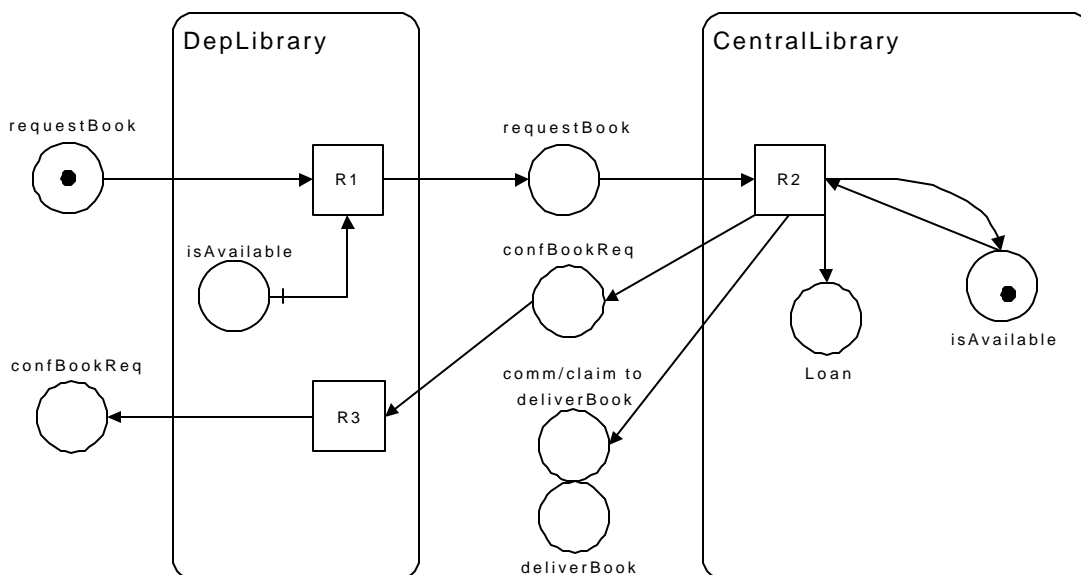 DepLibrary
CentralLibrary
requestBook
requestBook
R1
R2
isAvailable
confBookReq
isAvailable
confBookReq
comm/claim to
deliverBook
Loan
R3
deliverBook